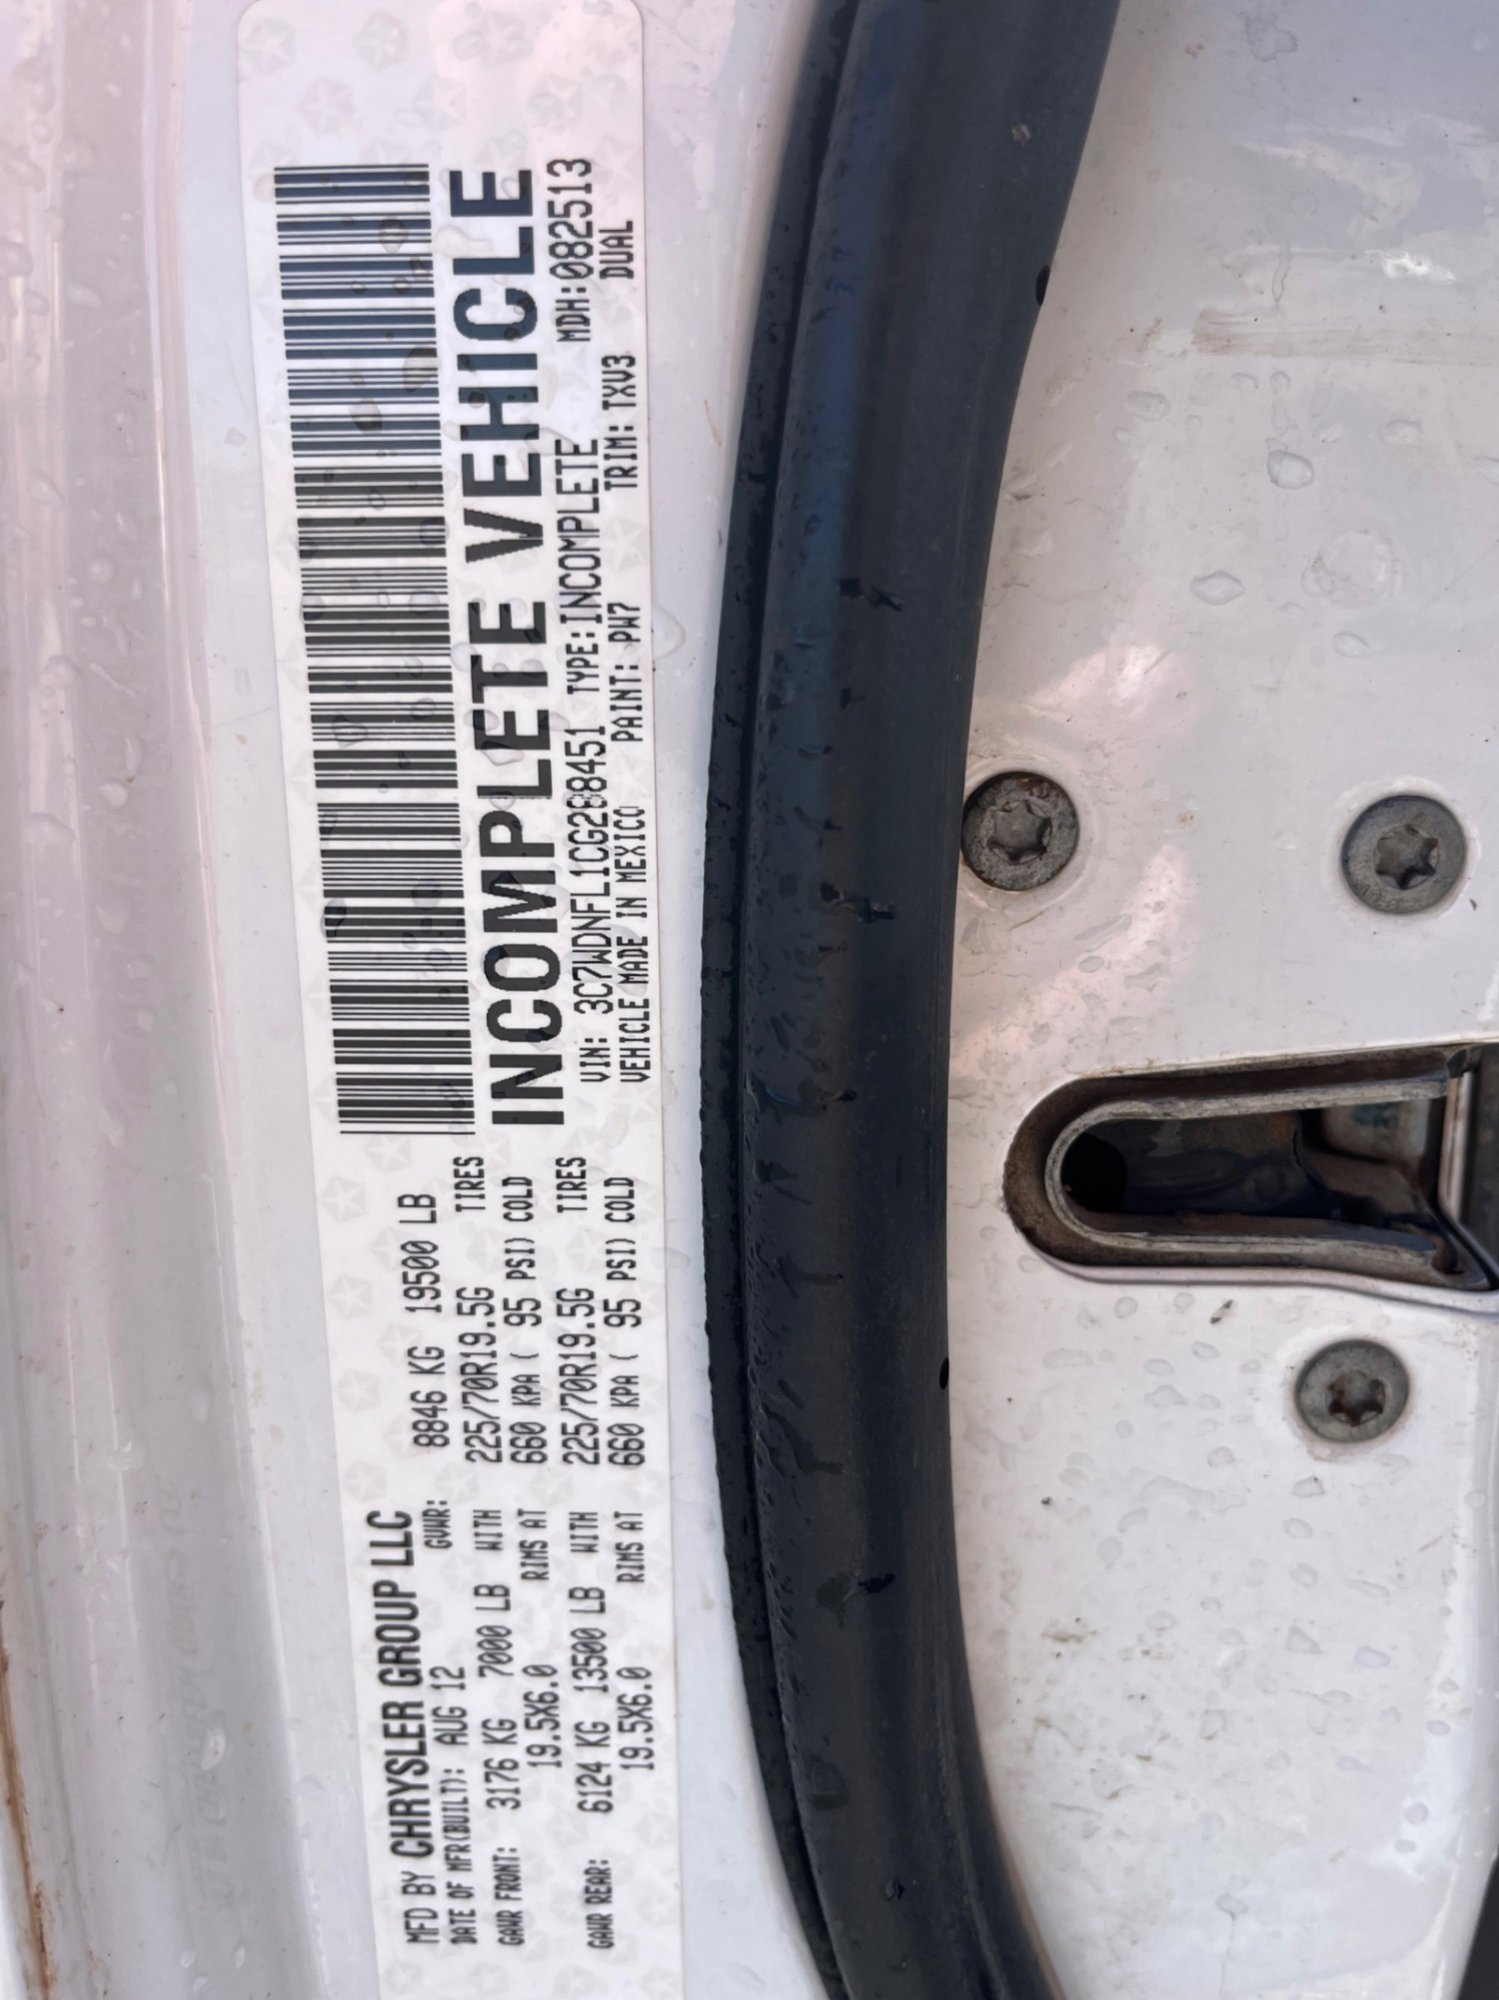 MFD BY CHRYSLER GROUP LLC
DATE OF MFR(BUILT): AUG 12 GVWR: 8846 KG 19500 LB
GAWR FRONT: 3176 KG 7000 LB WITH 225/70R19.5G TIRES
19.5X6.0 RIMS AT 660 KPA ( 95 PSI) COLD
GAWR REAR: 6124 KG 13500 LB WITH 225/70R19.5G TIRES
19.5X6.0 RIMS AT 660 KPA ( 95 PSI) COLD
INCOMPLETE VEHICLE
VIN: 3C7WDNFL1CG288451 TYPE:INCOMPLETE MDH:082513
VEHICLE MADE IN MEXICO PAINT: PW7 TRIM: TXV3 DUAL